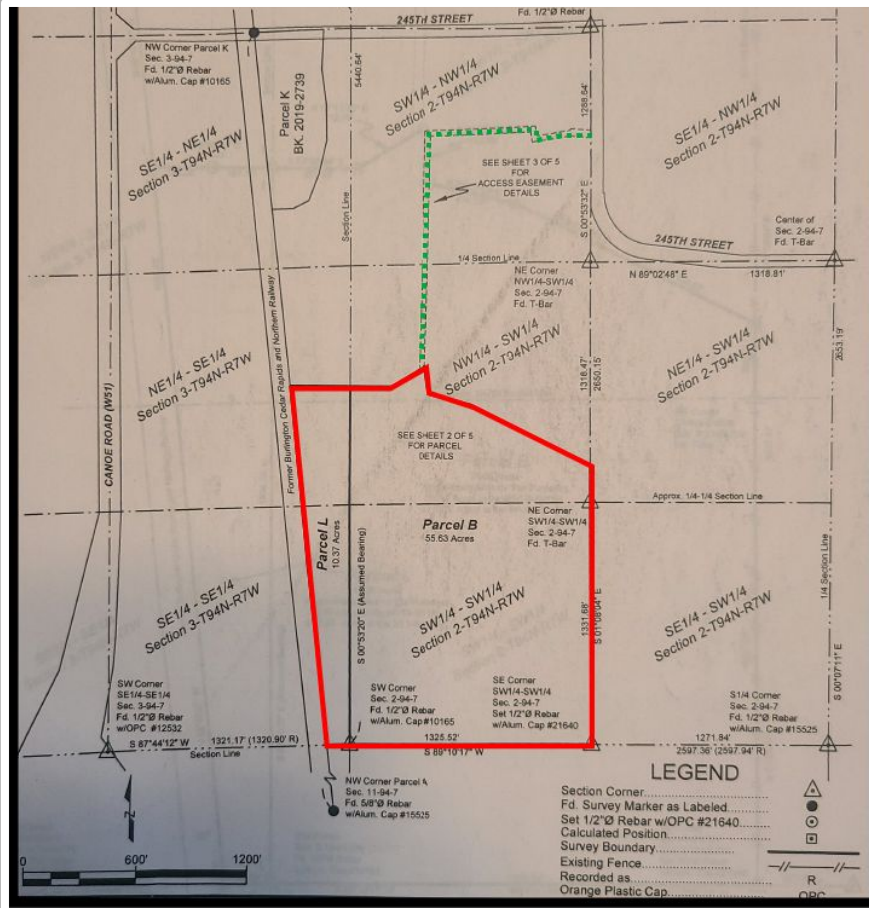 245TH STREET
Fd. 1/2"Ø Rebar
NW Corner Parcel K
Sec. 3-94-7
Fd. 1/2"Ø Rebar
w/Alum. Cap #10165
Parcel K
BK. 2019-2739
5440.64'
SW1/4 - NW1/4
Section 2-T94N-R7W
1288.64'
SE1/4 - NW1/4
Section 2-T94N-R7W
SE1/4 - NE1/4
Section 3-T94N-R7W
SEE SHEET 3 OF 5
FOR
ACCESS EASEMENT
DETAILS
Section Line
S 00°53'32" E
245TH STREET
Center of
Sec. 2-94-7
Fd. T-Bar
1/4 Section Line
N 89°02'48" E
1318.81'
NE Corner
NW1/4-SW1/4
Sec. 2-94-7
Fd. T-Bar
Former Burlington Cedar Rapids and Northern Railway
NW1/4 - SW1/4
Section 2-T94N-R7W
1318.47'
2650.15'
NE1/4 - SW1/4
Section 2-T94N-R7W
2653.19'
NE1/4 - SE1/4
Section 3-T94N-R7W
CANOE ROAD (W51)
SEE SHEET 2 OF 5
FOR PARCEL
DETAILS
Approx. 1/4-1/4 Section Line
Parcel L
10.37 Acres
S 00°53'20" E (Assumed Bearing)
Parcel B
55.63 Acres
NE Corner
SW1/4-SW1/4
Sec. 2-94-7
Fd. T-Bar
1/4 Section Line
SE1/4 - SE1/4
Section 3-T94N-R7W
SW1/4 - SW1/4
Section 2-T94N-R7W
1331.68'
S 01°08'04" E
SE1/4 - SW1/4
Section 2-T94N-R7W
S 00°07'11" E
SW Corner
SE1/4-SE1/4
Sec. 3-94-7
Fd. 1/2"Ø Rebar
w/OPC #12532
SW Corner
Sec. 2-94-7
Fd. 1/2"Ø Rebar
w/Alum. Cap #10165
SE Corner
SW1/4-SW1/4
Sec. 2-94-7
Set 1/2"Ø Rebar
w/Alum. Cap #21640
S1/4 Corner
Sec. 2-94-7
Fd. 1/2"Ø Rebar
w/Alum. Cap #15525
S 87°44'12" W
1321.17' (1320.90' R)
Section Line
1325.52'
S 89°10'17" W
1271.84'
2597.36' (2597.94' R)
NW Corner Parcel A
Sec. 11-94-7
Fd. 5/8"Ø Rebar
w/Alum. Cap #15525
LEGEND
Section Corner
Fd. Survey Marker as Labeled
Set 1/2"Ø Rebar w/OPC #21640
Calculated Position
Survey Boundary
Existing Fence
Recorded as R
Orange Plastic Cap OPC
N
0 600' 1200'